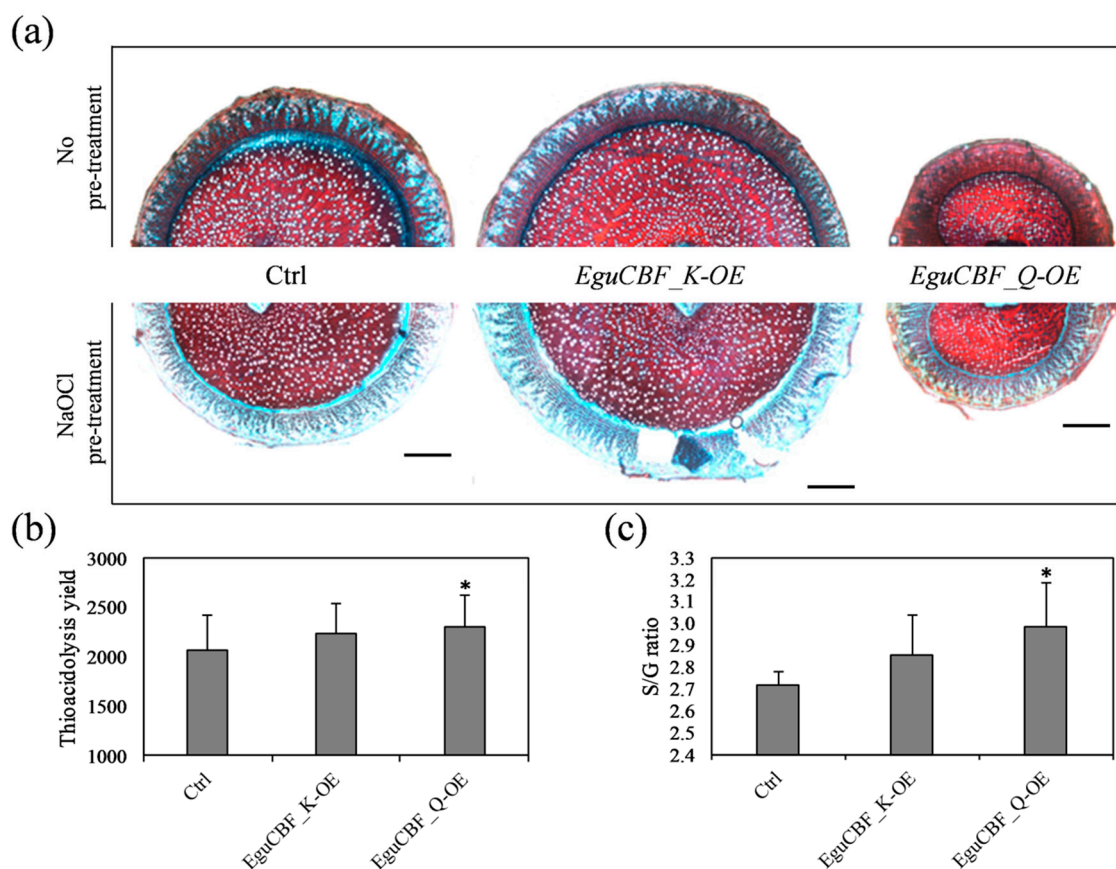 (a)
No
pre-treatment
Ctrl
EguCBF_K-OE
EguCBF_Q-OE
NaOCl
pre-treatment
(b)
Thioacidolysis yield
3000
2500
2000
1500
1000
*
Ctrl
EguCBF_K-OE
EguCBF_Q-OE
(c)
S/G ratio
3.3
3.2
3.1
3.0
2.9
2.8
2.7
2.6
2.5
2.4
*
Ctrl
EguCBF_K-OE
EguCBF_Q-OE